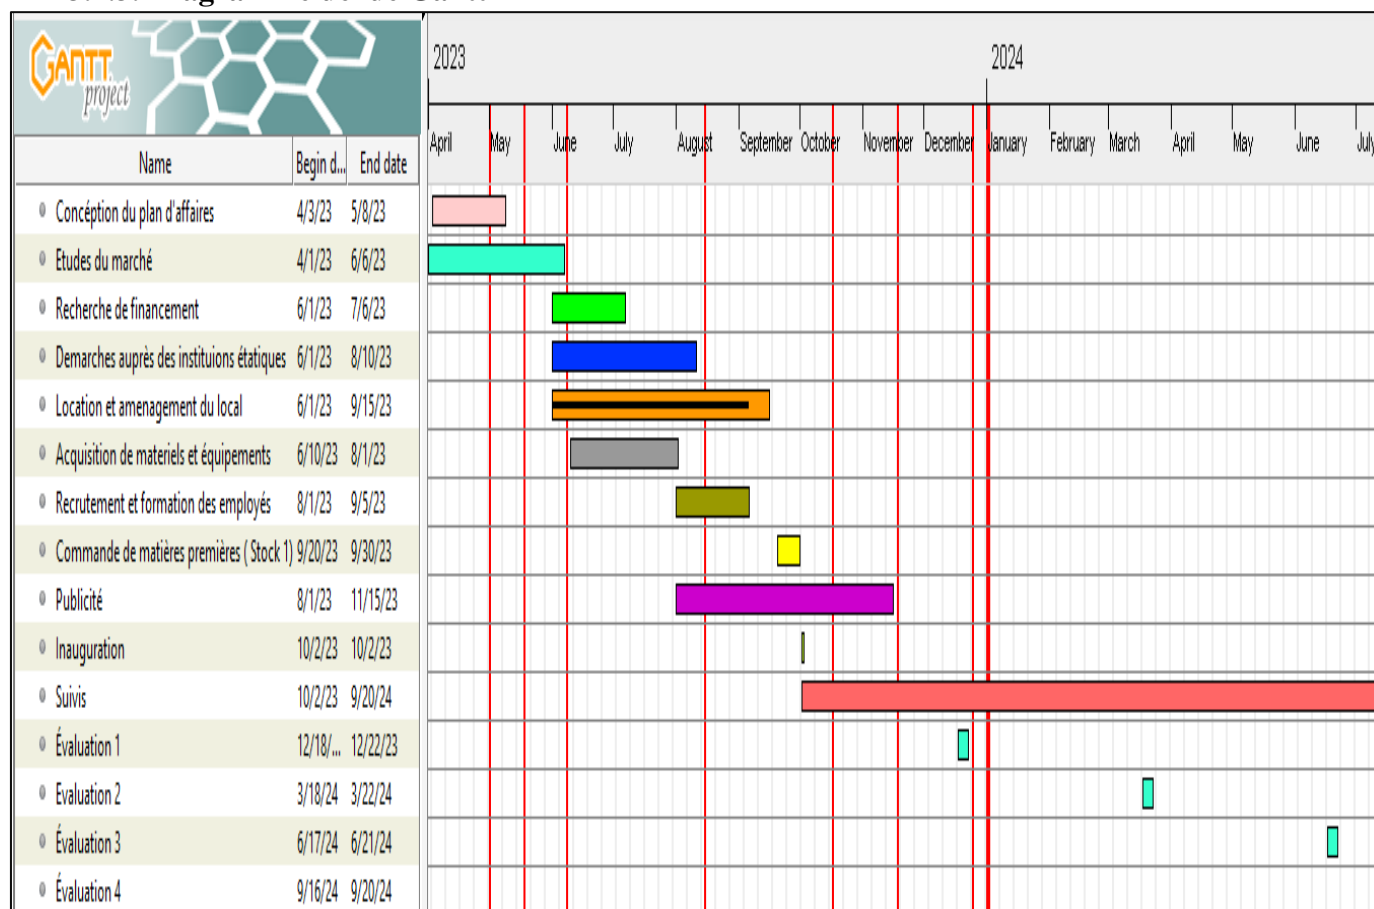 GANTT
project
2023 2024
April May June July August September October November December January February March April May June July
Name Begin d... End date
Concéption du plan d'affaires 4/3/23 5/8/23
Etudes du marché 4/1/23 6/6/23
Recherche de financement 6/1/23 7/6/23
Demarches auprès des instituions étatiques 6/1/23 8/10/23
Location et amenagement du local 6/1/23 9/15/23
Acquisition de materiels et équipements 6/10/23 8/1/23
Recrutement et formation des employés 8/1/23 9/5/23
Commande de matières premières ( Stock 1) 9/20/23 9/30/23
Publicité 8/1/23 11/15/23
Inauguration 10/2/23 10/2/23
Suivis 10/2/23 9/20/24
Évaluation 1 12/18/... 12/22/23
Evaluation 2 3/18/24 3/22/24
Évaluation 3 6/17/24 6/21/24
Évaluation 4 9/16/24 9/20/24